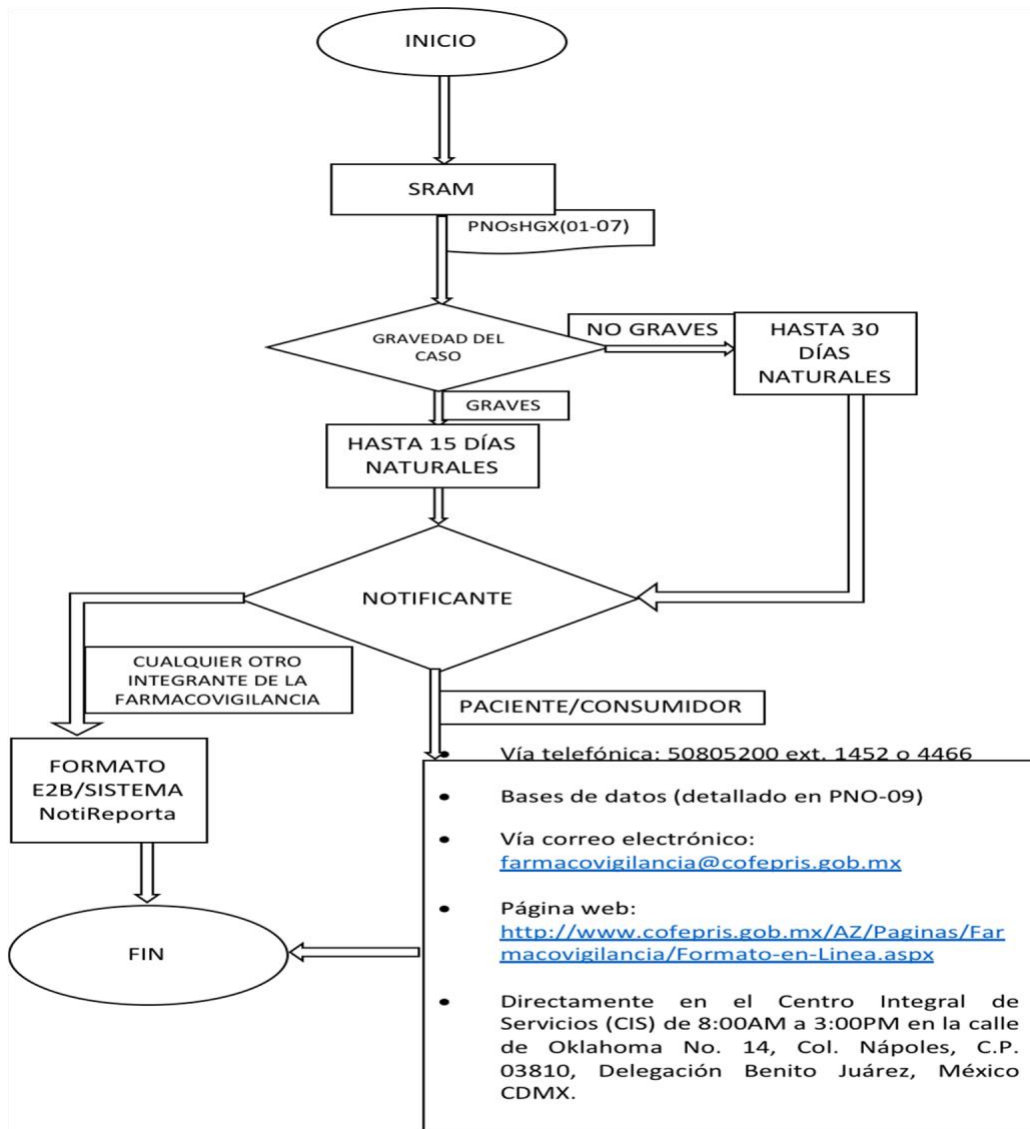 INICIO
SRAM
PNOsHGX(01-07)
GRAVEDAD DEL
CASO
NO GRAVES
HASTA 30
DÍAS
NATURALES
GRAVES
HASTA 15 DÍAS
NATURALES
NOTIFICANTE
CUALQUIER OTRO
INTEGRANTE DE LA
FARMACOVIGILANCIA
PACIENTE/CONSUMIDOR
FORMATO
E2B/SISTEMA
NotiReporta
• Vía telefónica: 50805200 ext. 1452 o 4466
• Bases de datos (detallado en PNO-09)
• Vía correo electrónico:
farmacovigilancia@cofepris.gob.mx
• Página web:
http://www.cofepris.gob.mx/AZ/Paginas/Far
macovigilancia/Formato-en-Linea.aspx
• Directamente en el Centro Integral de
Servicios (CIS) de 8:00AM a 3:00PM en la calle
de Oklahoma No. 14, Col. Nápoles, C.P.
03810, Delegación Benito Juárez, México
CDMX.
FIN